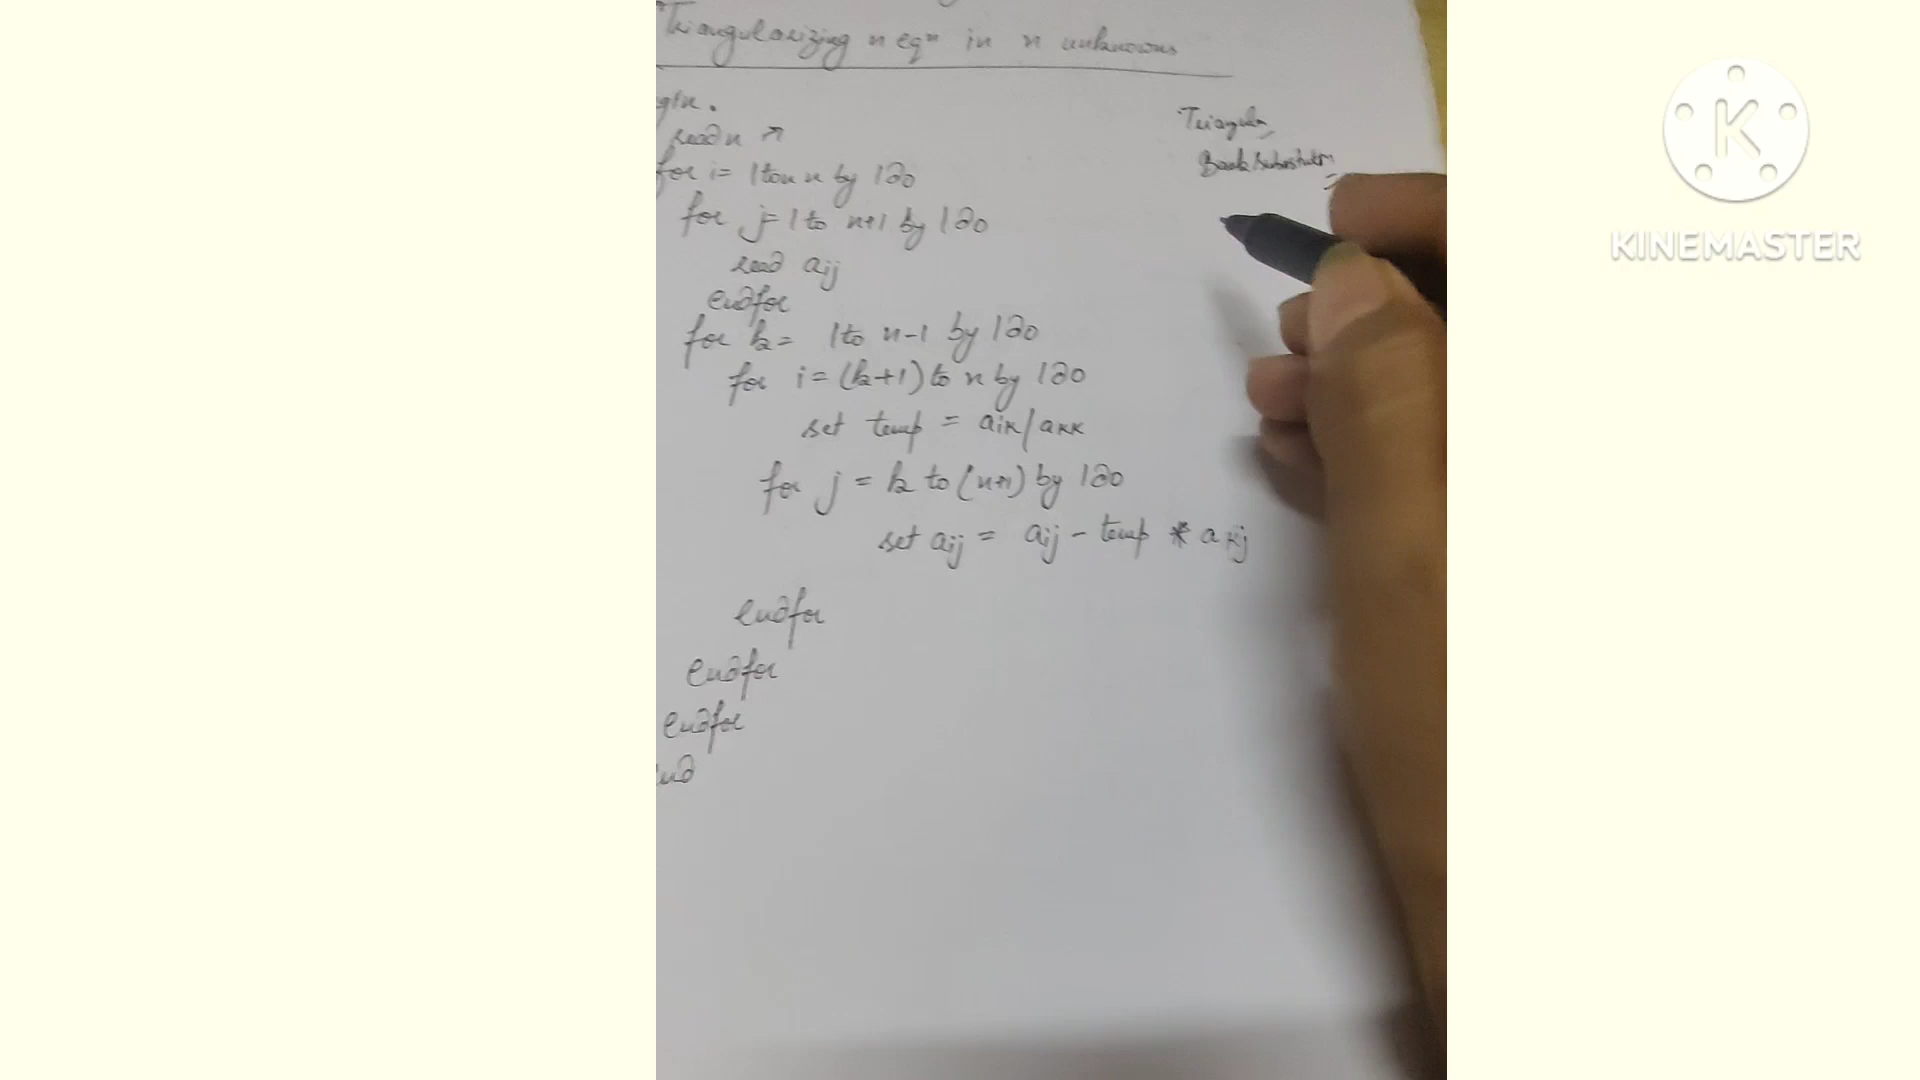 Triangularizing n eqn in n unknowns
gin.
read n
for i = 1 to n by 1 do
for j = 1 to n+1 by 1 do
read aij
endfor
for k = 1 to n-1 by 1 do
for i = (k+1) to n by 1 do
set temp = aik/akk
for j = k to (n+1) by 1 do
set aij = aij - temp * akj
endfor
endfor
endfor
end
Triangular
Back
KINEMASTER